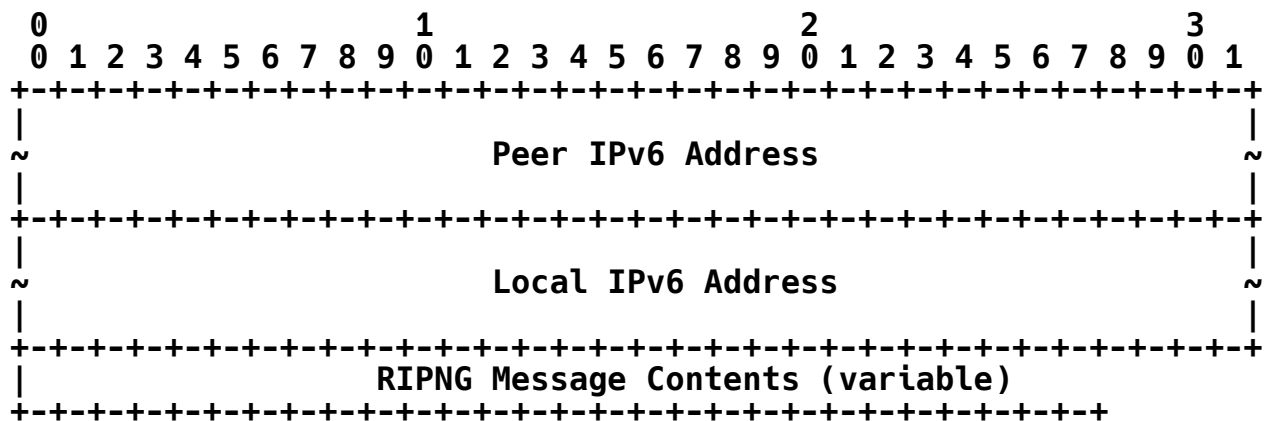 0                   1                   2                   3
 0 1 2 3 4 5 6 7 8 9 0 1 2 3 4 5 6 7 8 9 0 1 2 3 4 5 6 7 8 9 0 1
+-+-+-+-+-+-+-+-+-+-+-+-+-+-+-+-+-+-+-+-+-+-+-+-+-+-+-+-+-+-+-+-+
|                                                               |
~                        Peer IPv6 Address                      ~
|                                                               |
+-+-+-+-+-+-+-+-+-+-+-+-+-+-+-+-+-+-+-+-+-+-+-+-+-+-+-+-+-+-+-+-+
|                                                               |
~                        Local IPv6 Address                     ~
|                                                               |
+-+-+-+-+-+-+-+-+-+-+-+-+-+-+-+-+-+-+-+-+-+-+-+-+-+-+-+-+-+-+-+-+
|                  RIPNG Message Contents (variable)
+-+-+-+-+-+-+-+-+-+-+-+-+-+-+-+-+-+-+-+-+-+-+-+-+-+-+-+-+